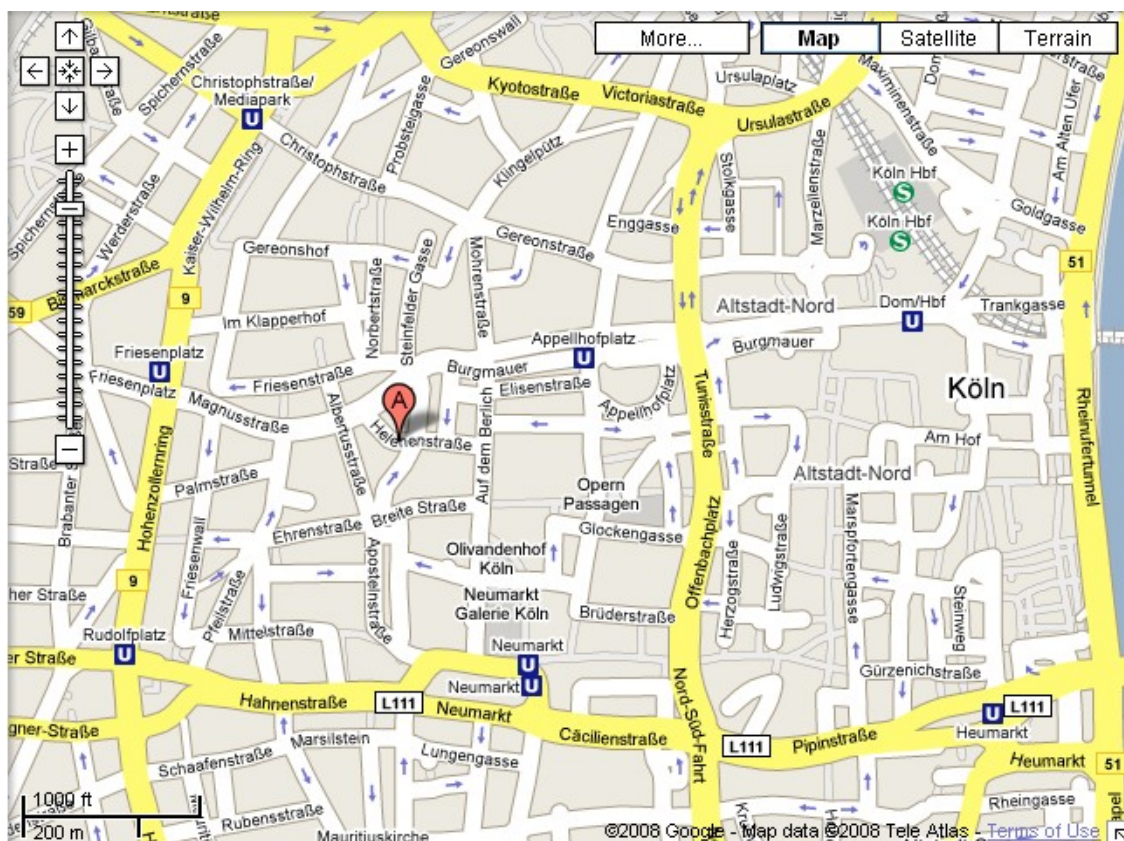 More...
Map
Satellite
Terrain
Gereonswall
Spichernstraße
Christophstraße/
Mediapark
U
Kyotostraße
Victoriastraße
Ursulaplatz
Ursulastraße
Maximinenstraße
Am Alten Ufer
Werderstraße
Kaiser-Wilhelm-Ring
Christophstraße
Probsteigasse
Klingelpütz
Stolkgasse
Marzellenstraße
Köln Hbf
S
Köln Hbf
S
Goldgasse
Enggasse
Gereonstraße
Gereonshof
Norbertstraße
Steinfelder Gasse
Mohrenstraße
51
9
59
Im Klapperhof
Altstadt-Nord
Dom/Hbf
U
Trankgasse
Friesenplatz
U
Friesenplatz
Friesenstraße
Burgmauer
Appellhofplatz
U
Elisenstraße
Appellhofplatz
Burgmauer
Tunisstraße
Köln
Magnusstraße
Albertusstraße
A
Auf dem Berlich
Am Hof
Rheinufertunnel
Altstadt-Nord
Hohenzollernring
Palmstraße
Brabanter
Opern
Passagen
Ehrenstraße
Breite Straße
Glockengasse
Offenbachplatz
Friesenwall
Olivandenhof
Köln
Herzogstraße
Ludwigstraße
Marspfortengasse
Steinweg
9
Pfeilstraße
Apostelnstraße
Neumarkt
Galerie Köln
Brüderstraße
Rudolfplatz
U
Mittelstraße
Neumarkt
U
Neumarkt
U
Gürzenichstraße
Hahnenstraße
L111
Neumarkt
Nord-Süd-Fahrt
L111
U
Heumarkt
Cäcilienstraße
L111
Pipinstraße
Heumarkt
51
Marsilstein
Schaafenstraße
Lungengasse
Rheingasse
Rubensstraße
Mauritiuskirche
1000 ft
200 m
©2008 Google - Map data ©2008 Tele Atlas - Terms of Use